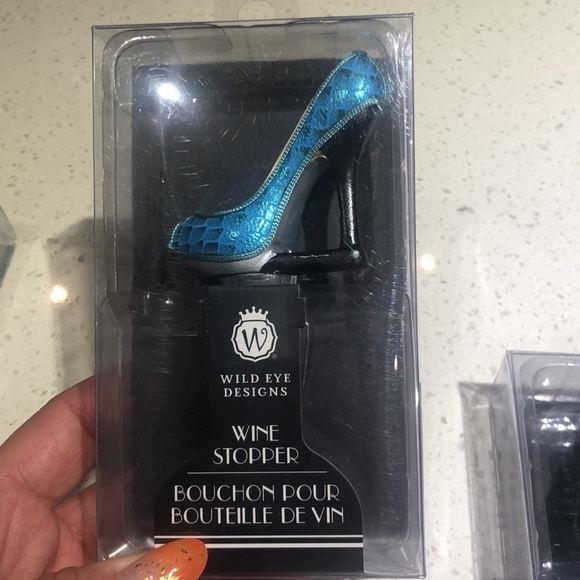 W
WILD EYE
DESIGNS
WINE
STOPPER
BOUCHON POUR
BOUTEILLE DE VIN